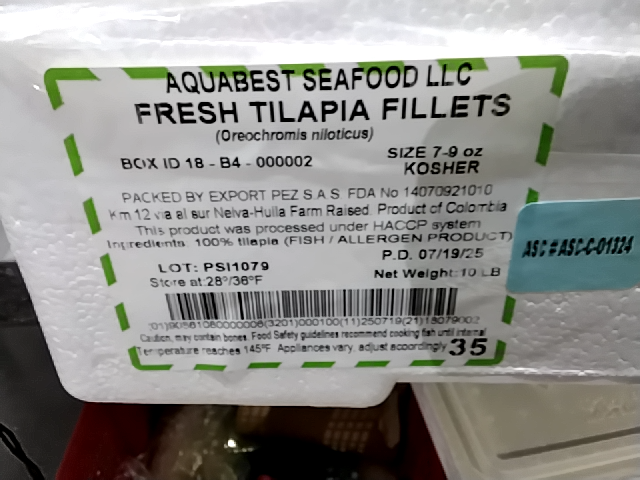 AQUABEST SEAFOOD LLC
FRESH TILAPIA FILLETS
(Oreochromis niloticus)
BOX ID 18 - B4 - 000002
SIZE 7-9 oz
KOSHER
PACKED BY EXPORT PEZ S.A.S. FDA No 14070921010
Km 12 via al sur Neiva-Huila Farm Raised. Product of Colombia
This product was processed under HACCP system
Ingredients: 100% tilapia (FISH / ALLERGEN PRODUCT)
P.D. 07/19/25
LOT: PSI1079
Net Weight: 10 LB
Store at:28°/36°F
ASC # ASC-C-01324
Caution, may contain bones. Food Safety guidelines recommend cooking fish until internal
Temperature reaches 145°F Appliances vary, adjust accordingly
35